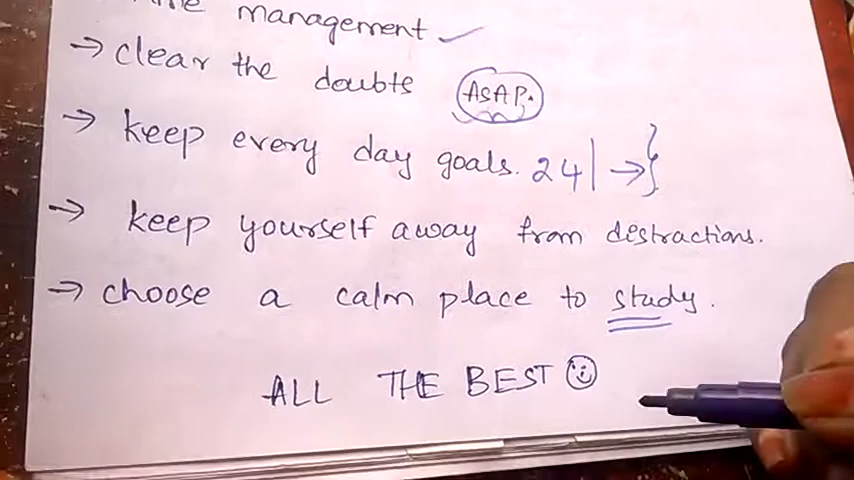 management ✓
→ clear the doubts ASAP.
→ keep every day goals. 24| → }
→ keep yourself away from distractions.
→ choose a calm place to study.
ALL THE BEST ☺